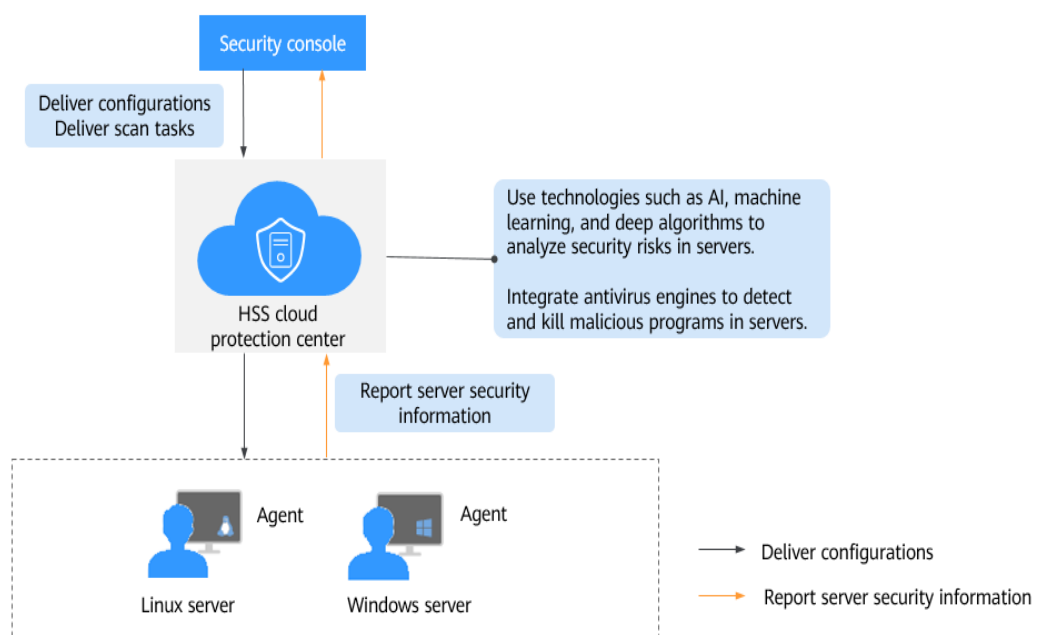 Security console
Deliver configurations
Deliver scan tasks
Use technologies such as AI, machine
learning, and deep algorithms to
analyze security risks in servers.
Integrate antivirus engines to detect
and kill malicious programs in servers.
HSS cloud
protection center
Report server security
information
Agent
Agent
Linux server
Windows server
Deliver configurations
Report server security information